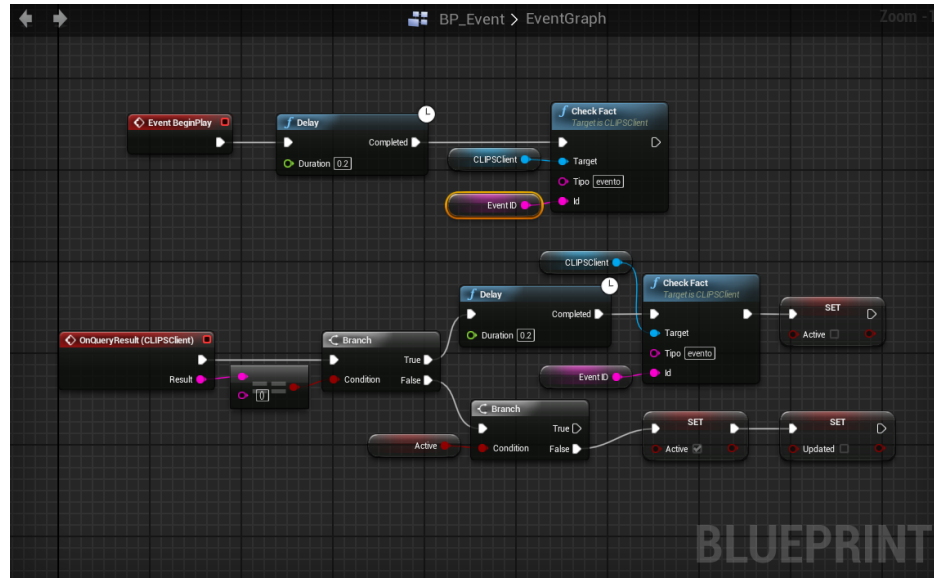 BP_Event > EventGraph
Zoom -1
Event BeginPlay
Delay
Completed
Duration 0.2
Check Fact
Target is CLIPSClient
CLIPSClient
Target
Tipo evento
Event ID
Id
CLIPSClient
Delay
Completed
Duration 0.2
Check Fact
Target is CLIPSClient
Target
Tipo evento
Event ID
Id
SET
Active
OnQueryResult (CLIPSClient)
Result
==
0
Branch
True
Condition
False
Branch
True
Active
Condition
False
SET
Active
SET
Updated
BLUEPRINT